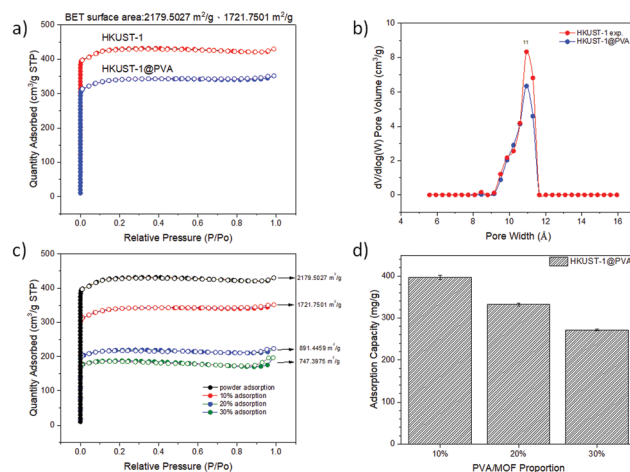 a)
BET surface area:2179.5027 m²/g、1721.7501 m²/g
HKUST-1
HKUST-1@PVA
500
400
300
200
100
0
0.0 0.2 0.4 0.6 0.8 1.0
Quantity Adsorbed (cm³/g STP)
Relative Pressure (P/Po)
b)
HKUST-1 exp.
HKUST-1@PVA
10
8
6
4
2
0
4 6 8 10 12 14 16
dV/dlog(W) Pore Volume (cm³/g)
Pore Width (Å)
c)
2179.5027 m²/g
1721.7501 m²/g
891.4459 m²/g
747.3975 m²/g
powder adsorption
10% adsorption
20% adsorption
30% adsorption
500
400
300
200
100
0
0.0 0.2 0.4 0.6 0.8 1.0
Quantity Adsorbed (cm³/g STP)
Relative Pressure (P/Po)
d)
HKUST-1@PVA
400
300
200
100
0
10% 20% 30%
Adsorption Capacity (mg/g)
PVA/MOF Proportion